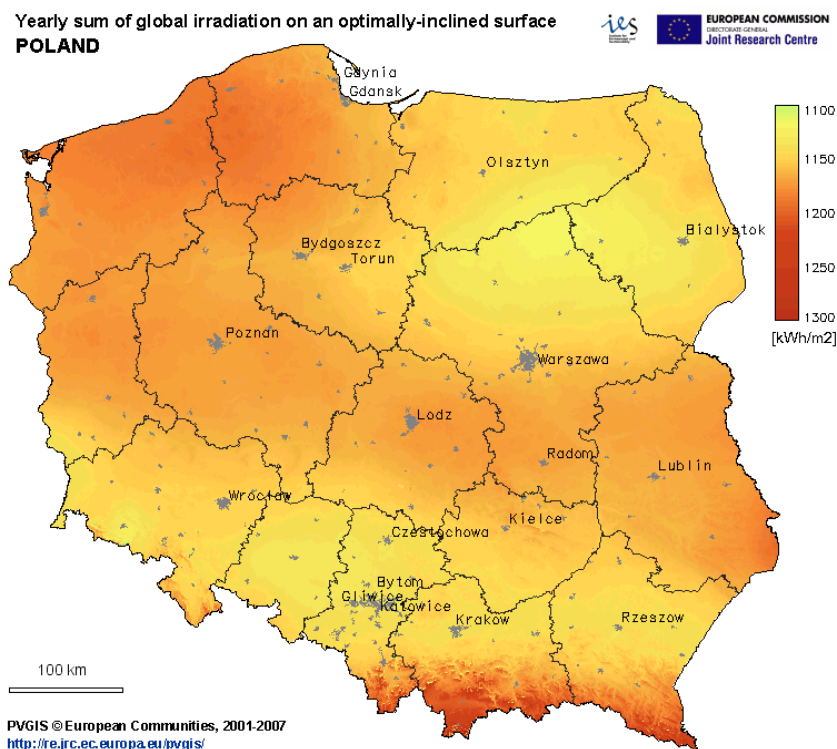 Yearly sum of global irradiation on an optimally-inclined surface
POLAND
ies
EUROPEAN COMMISSION
DIRECTORATE-GENERAL
Joint Research Centre
Gdynia
Gdansk
1100
Olsztyn
1150
1200
Bialystok
Bydgoszcz
Torun
1250
1300
[kWh/m2]
Poznan
Warszawa
Lodz
Radom
Lublin
Wroclaw
Kielce
Czestochowa
Bytom
Gliwice
Katowice
Krakow
Rzeszow
100 km
PVGIS © European Communities, 2001-2007
http://re.jrc.ec.europa.eu/pvgis/